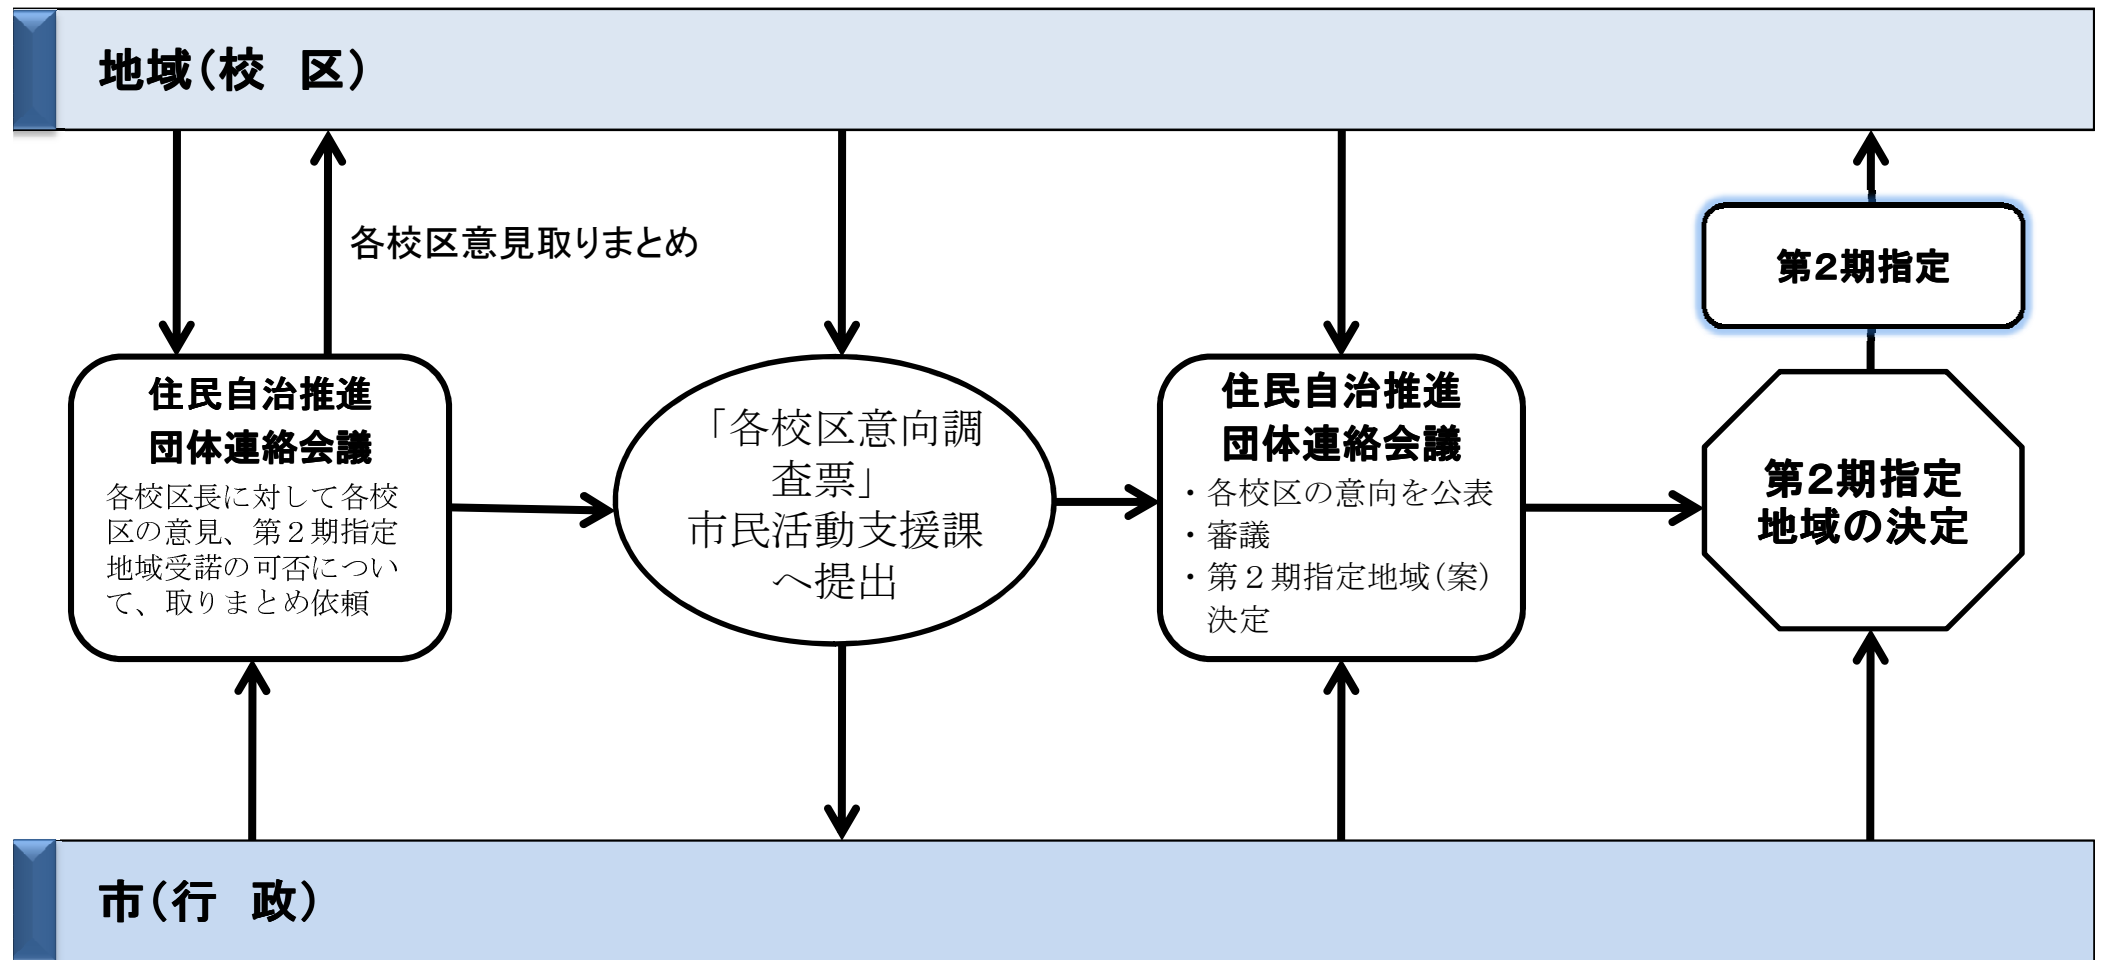 地域(校　区)
各校区意見取りまとめ
第2期指定
住民自治推進
団体連絡会議
各校区長に対して各校
区の意見、第２期指定
地域受諾の可否につい
て、取りまとめ依頼
「各校区意向調
査票」
市民活動支援課
へ提出
住民自治推進
団体連絡会議
・各校区の意向を公表
・審議
・第２期指定地域(案)
決定
第2期指定
地域の決定
市(行　政)